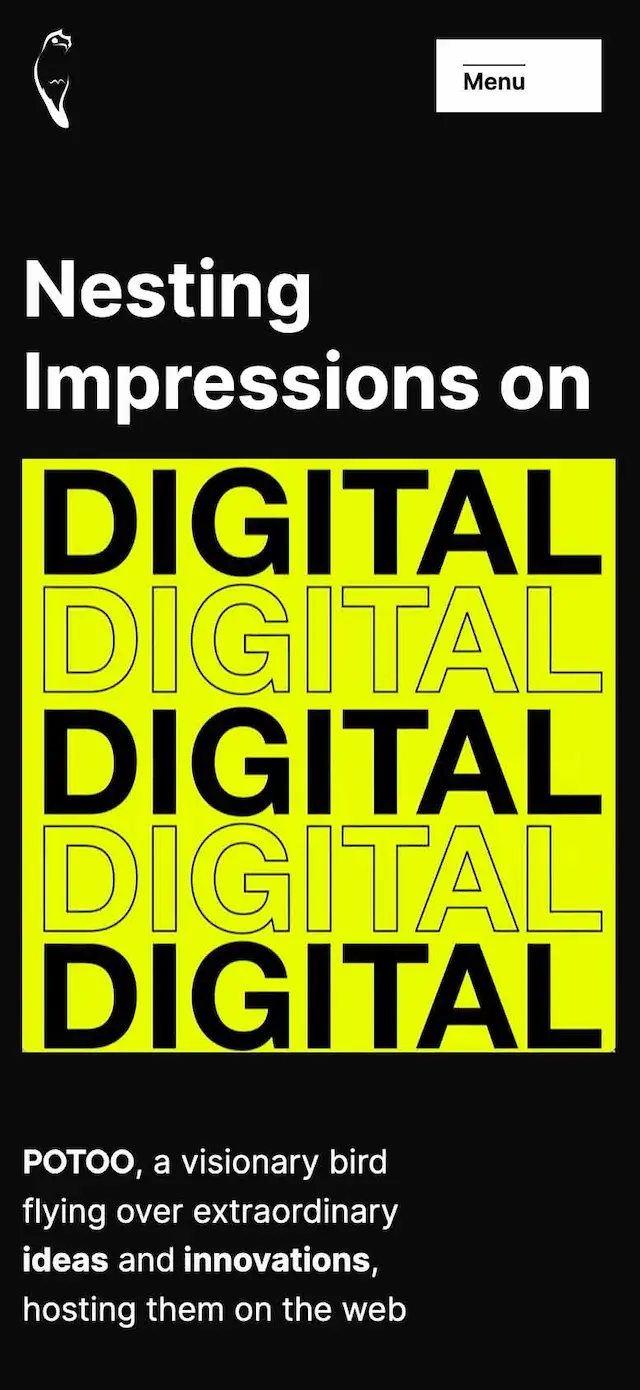 Menu
Nesting
Impressions on
DIGITAL
DIGITAL
DIGITAL
DIGITAL
DIGITAL
POTOO, a visionary bird
flying over extraordinary
ideas and innovations,
hosting them on the web